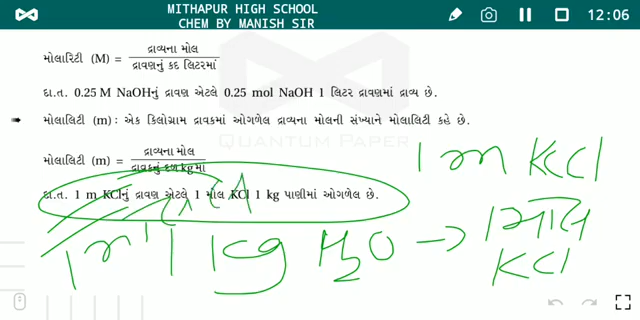 MITHAPUR HIGH SCHOOL
CHEM BY MANISH SIR
12:06
મોલારિટી (M) = દ્રાવ્યના મોલ / દ્રાવણનું કદ લિટરમાં
દા.ત. 0.25 M NaOHનું દ્રાવણ એટલે 0.25 mol NaOH 1 લિટર દ્રાવણમાં દ્રાવ્ય છે.
મોલાલિટી (m) : એક કિલોગ્રામ દ્રાવકમાં ઓગળેલ દ્રાવ્યના મોલની સંખ્યાને મોલાલિટી કહે છે.
QUANTUM PAPER
મોલાલિટી (m) = દ્રાવ્યના મોલ / દ્રાવકનું દળ kgમાં
1 m KCl
દા.ત. 1 m KClનું દ્રાવણ એટલે 1 મોલ KCl 1 kg પાણીમાં ઓગળેલ છે.
1 kg H2O → 1 મોલ
KCl